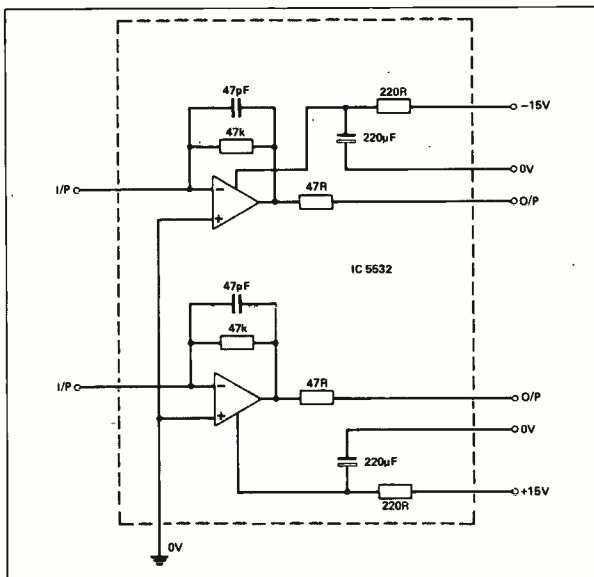 47pF
220R
−15V
47k
220µF
0V
I/P
−
47R
O/P
+
IC 5532
47pF
47k
47R
I/P
−
O/P
+
0V
220µF
220R
+15V
0V